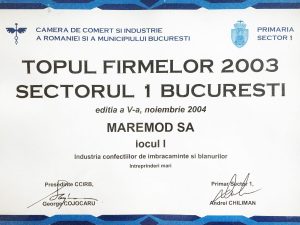 CAMERA DE COMERT SI INDUSTRIE
A ROMANIEI SI A MUNICIPIULUI BUCURESTI
PRIMARIA
SECTOR 1
TOPUL FIRMELOR 2003
SECTORUL 1 BUCURESTI
editia a V-a, noiembrie 2004
MAREMOD SA
iocul I
Industria confectiilor de imbracaminte si blanurilor
Intreprinderi mari
Presedinte CCIRB,
George COJOCARU
Primar Sector 1,
Andrei CHILIMAN